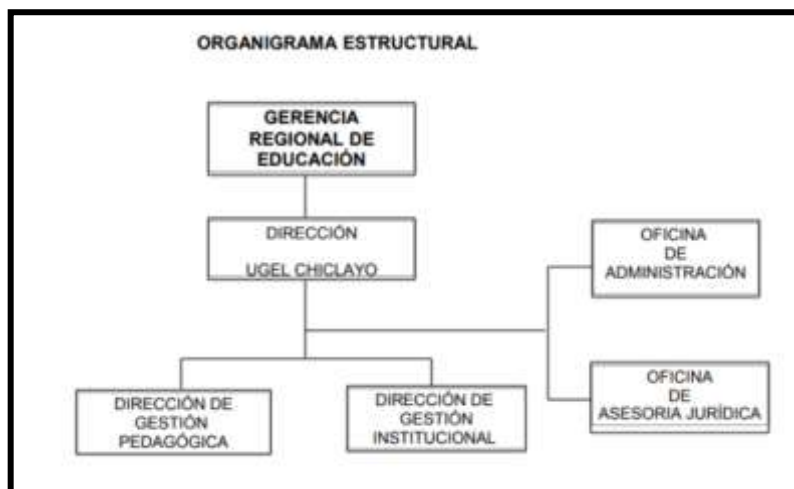 ORGANIGRAMA ESTRUCTURAL
GERENCIA
REGIONAL DE
EDUCACIÓN
DIRECCIÓN
UGEL CHICLAYO
OFICINA
DE
ADMINISTRACIÓN
OFICINA
DE
ASESORIA JURÍDICA
DIRECCIÓN DE
GESTIÓN
PEDAGÓGICA
DIRECCIÓN DE
GESTIÓN
INSTITUCIONAL